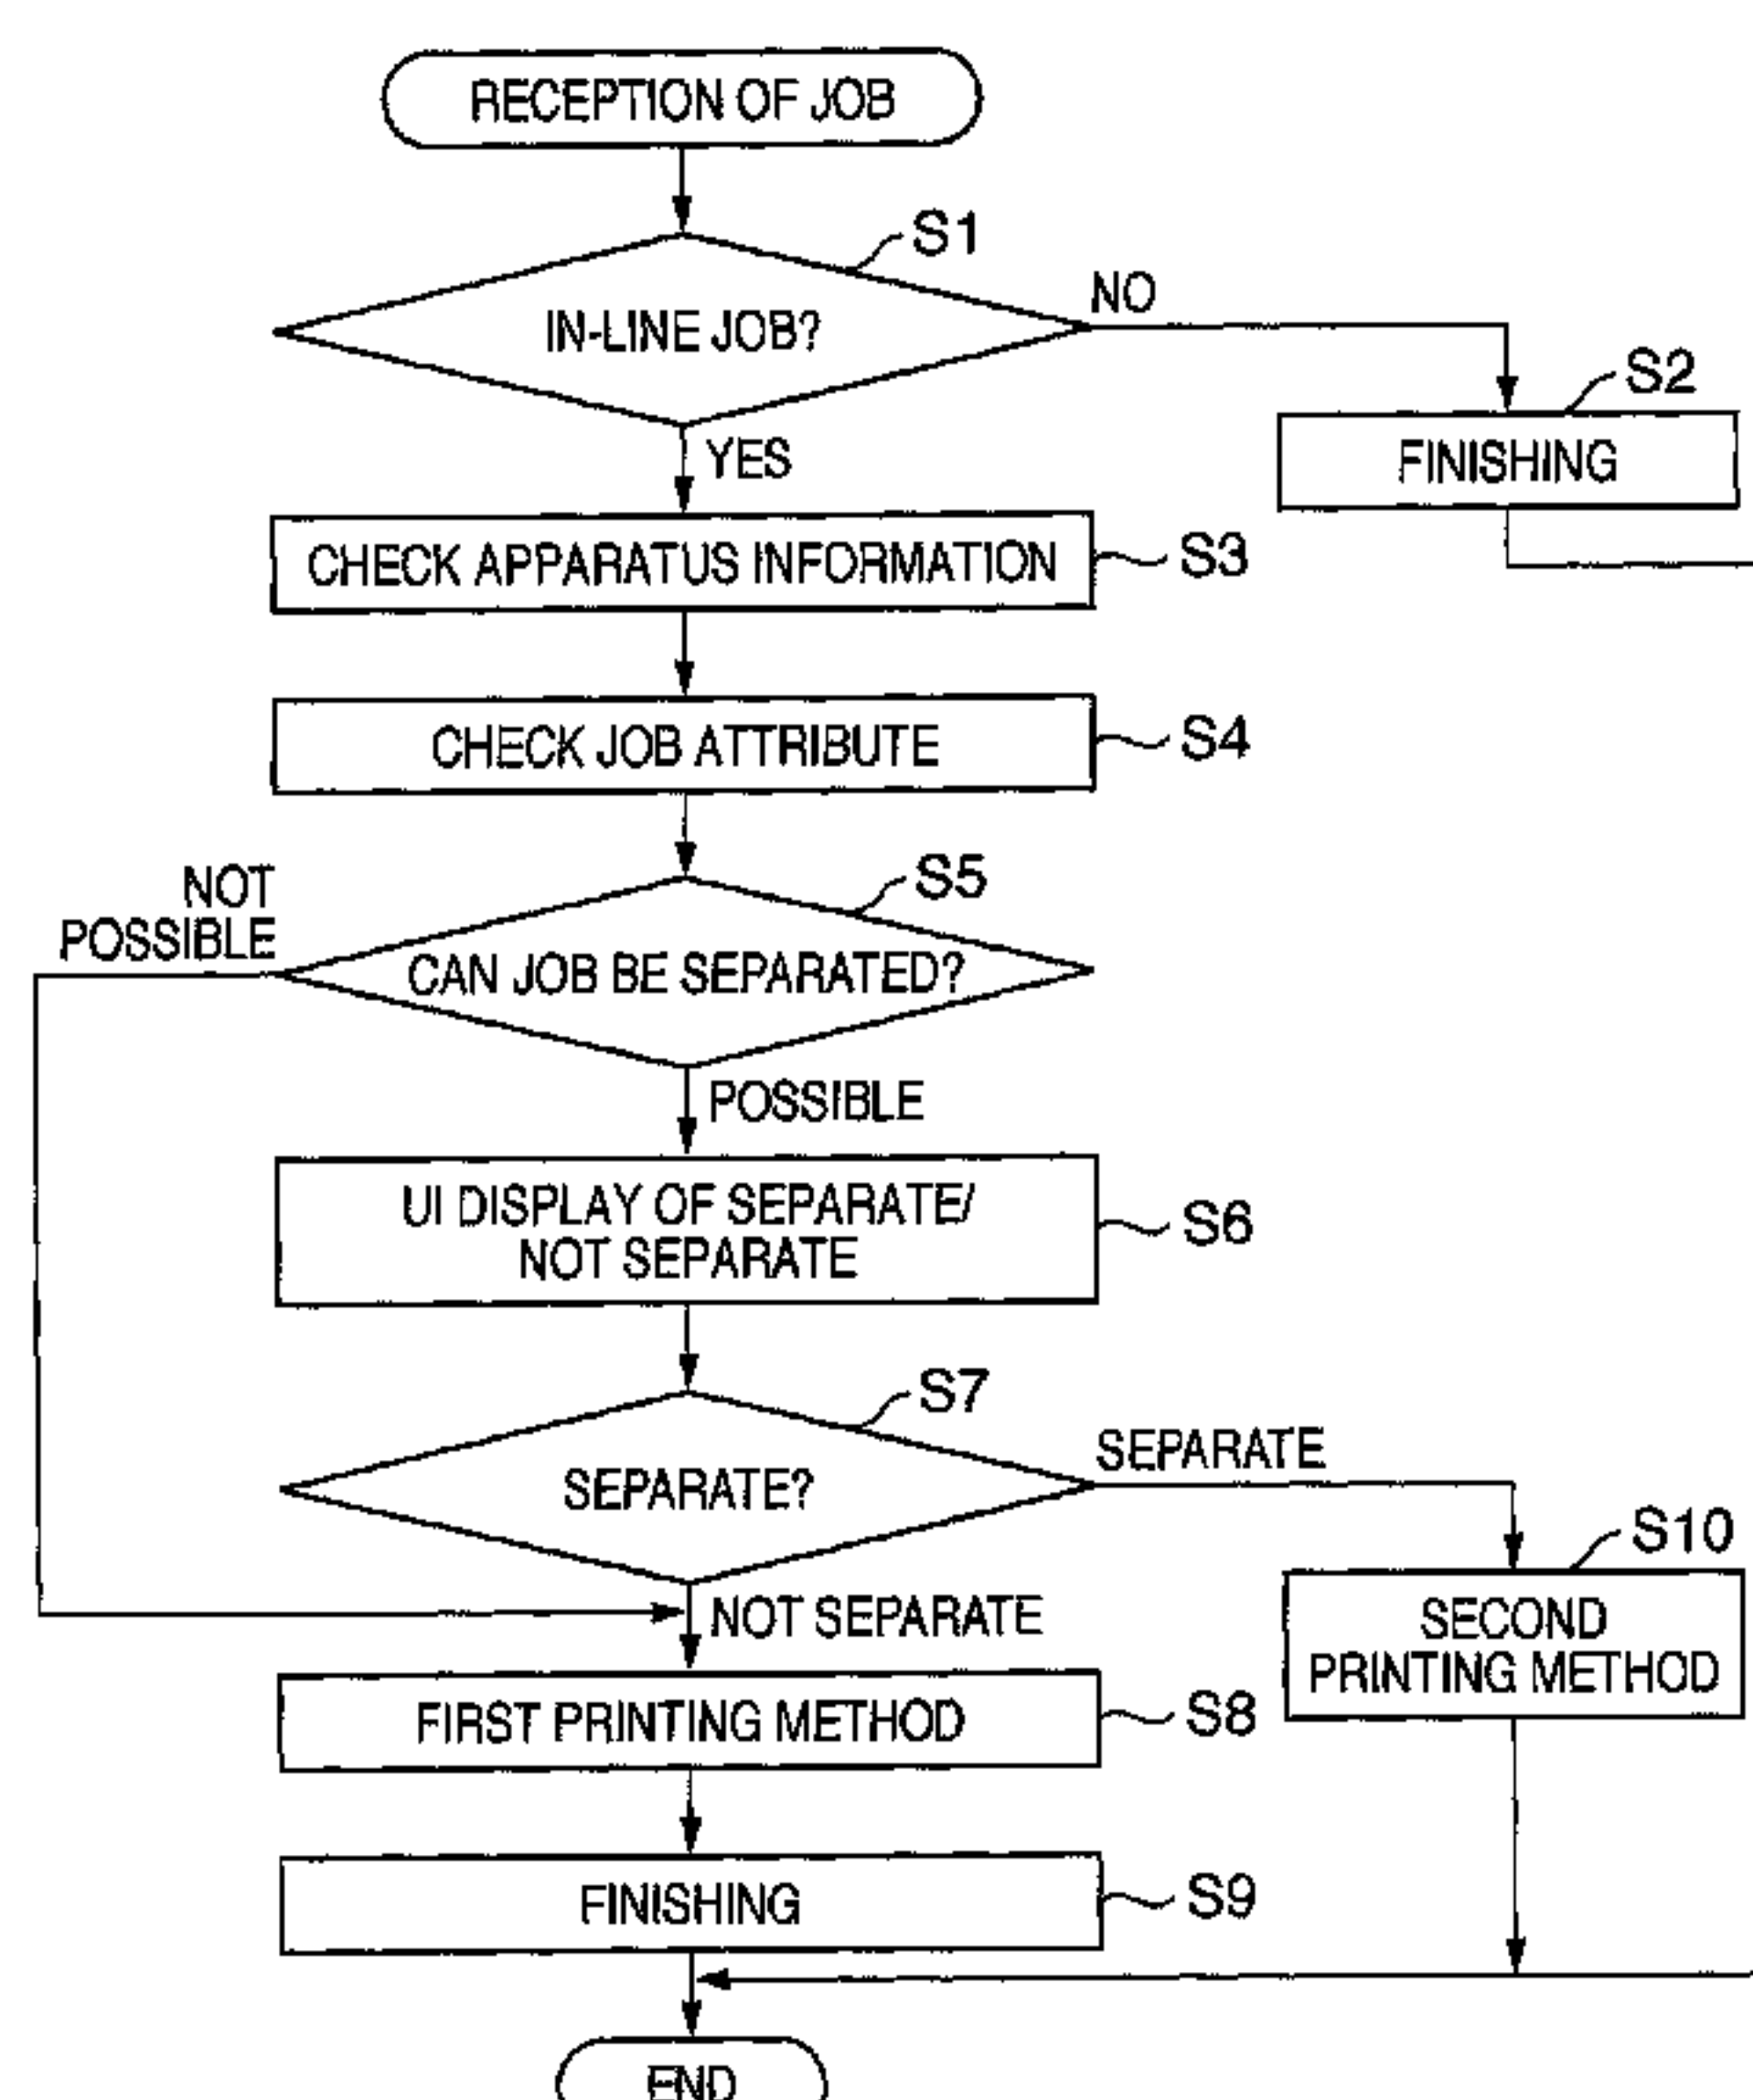 RECEPTION OF JOB
S1
IN-LINE JOB?
NO
S2
FINISHING
YES
CHECK APPARATUS INFORMATION
S3
CHECK JOB ATTRIBUTE
S4
NOT
POSSIBLE
S5
CAN JOB BE SEPARATED?
POSSIBLE
UI DISPLAY OF SEPARATE/
NOT SEPARATE
S6
S7
SEPARATE?
SEPARATE
S10
SECOND
PRINTING METHOD
NOT SEPARATE
FIRST PRINTING METHOD
S8
FINISHING
S9
END